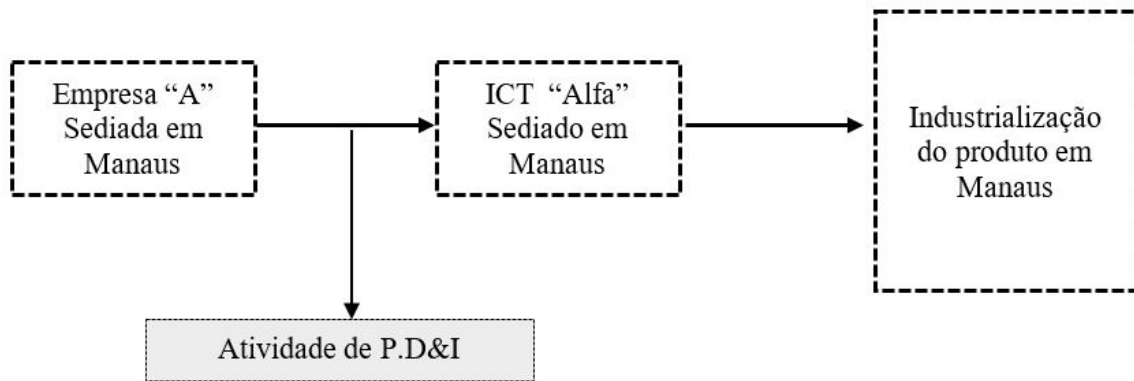 Empresa “A”
Sediada em
Manaus
ICT “Alfa”
Sediado em
Manaus
Industrialização
do produto em
Manaus
Atividade de P.D&I